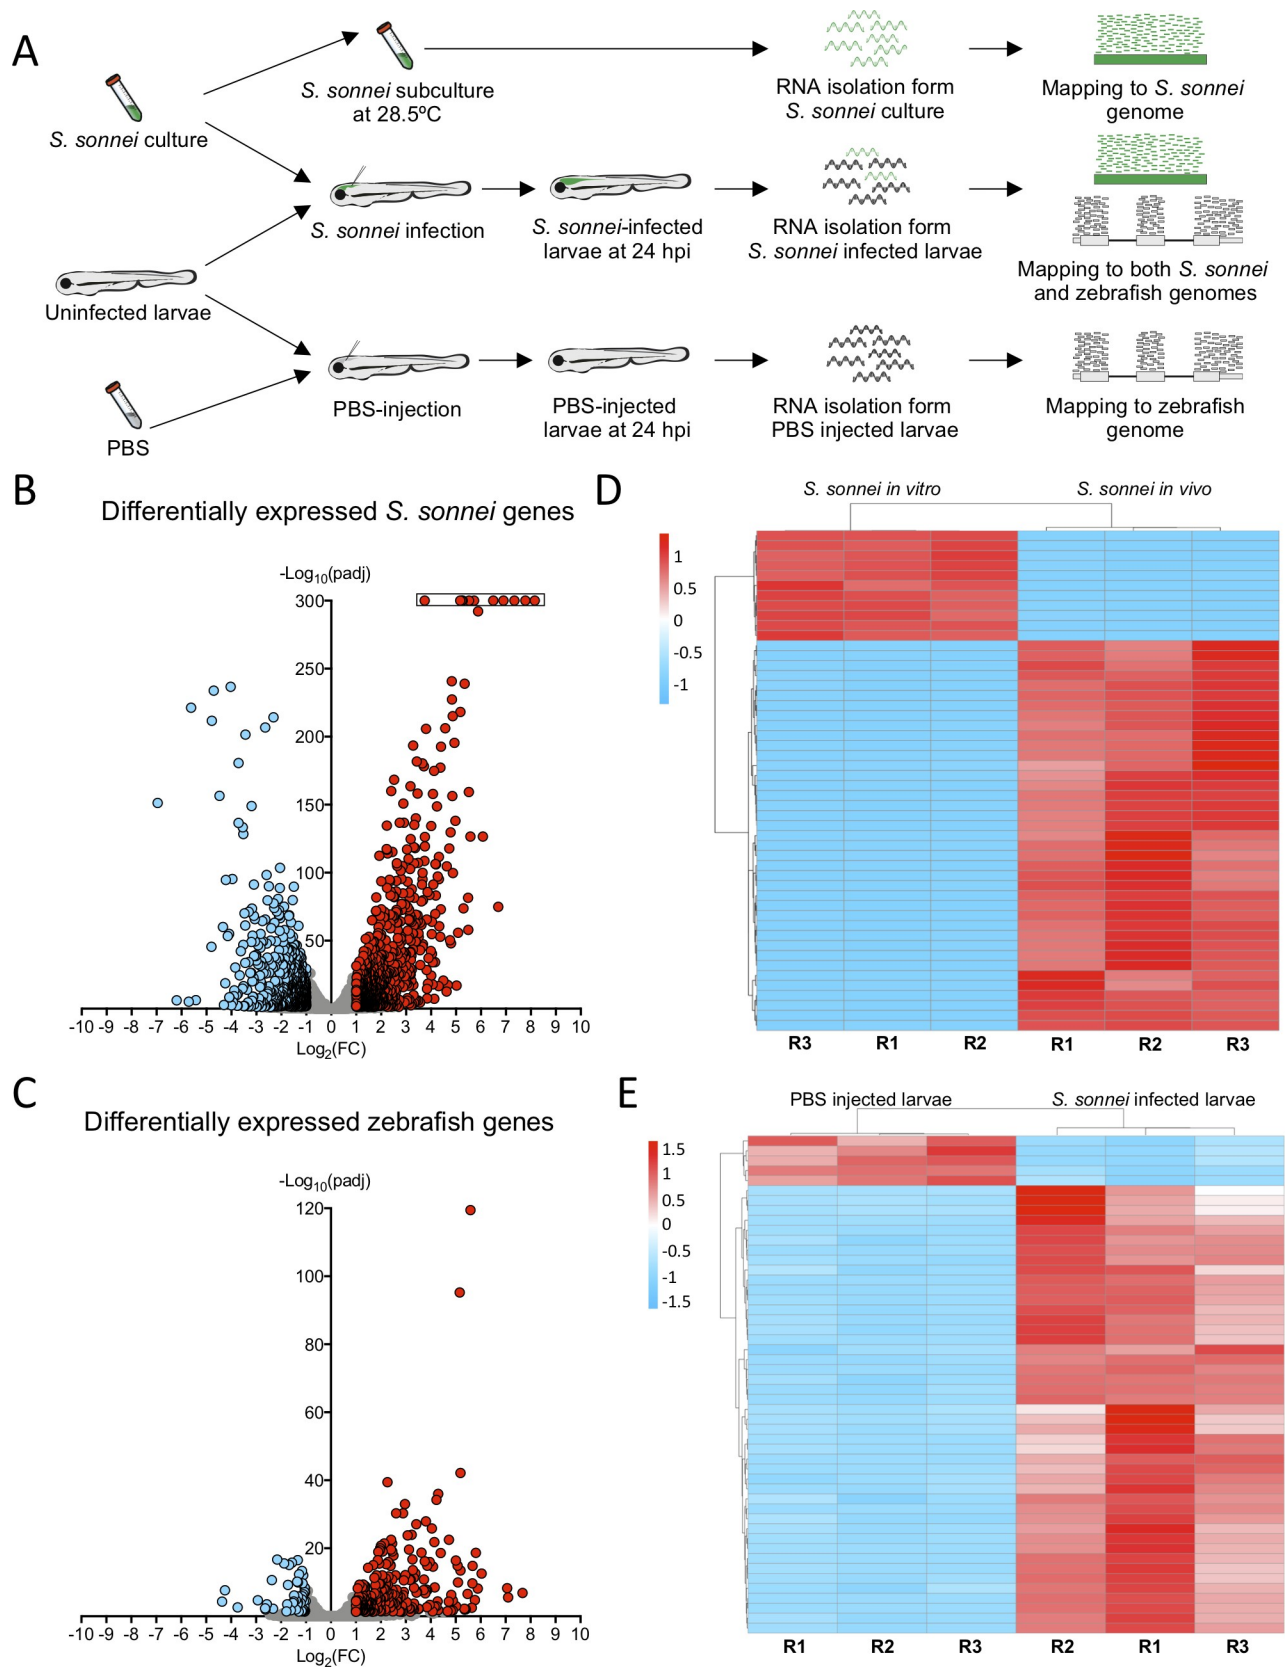 A
S. sonnei culture
S. sonnei subculture
at 28.5ºC
RNA isolation form
S. sonnei culture
Mapping to S. sonnei
genome
S. sonnei infection
S. sonnei-infected
larvae at 24 hpi
RNA isolation form
S. sonnei infected larvae
Mapping to both S. sonnei
and zebrafish genomes
Uninfected larvae
PBS
PBS-injection
PBS-injected
larvae at 24 hpi
RNA isolation form
PBS injected larvae
Mapping to zebrafish
genome
B
Differentially expressed S. sonnei genes
-Log10(padj)
300
250
200
150
100
50
-10 -9 -8 -7 -6 -5 -4 -3 -2 -1 0 1 2 3 4 5 6 7 8 9 10
Log2(FC)
C
Differentially expressed zebrafish genes
-Log10(padj)
120
100
80
60
40
20
-10 -9 -8 -7 -6 -5 -4 -3 -2 -1 0 1 2 3 4 5 6 7 8 9 10
Log2(FC)
D
S. sonnei in vitro
S. sonnei in vivo
1
0.5
0
-0.5
-1
R3 R1 R2 R1 R2 R3
E
PBS injected larvae
S. sonnei infected larvae
1.5
1
0.5
0
-0.5
-1
-1.5
R1 R2 R3 R2 R1 R3